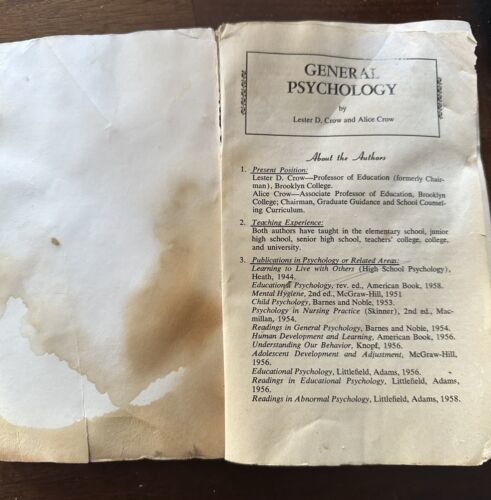 GENERAL
PSYCHOLOGY
by
Lester D. Crow and Alice Crow
About the Authors
1. Present Position:
Lester D. Crow—Professor of Education (formerly Chair-
man), Brooklyn College.
Alice Crow—Associate Professor of Education, Brooklyn
College; Chairman, Graduate Guidance and School Counsel-
ing Curriculum.
2. Teaching Experience:
Both authors have taught in the elementary school, junior
high school, senior high school, teachers' college, college,
and university.
3. Publications in Psychology or Related Areas:
Learning to Live with Others (High School Psychology),
Heath, 1944.
Educational Psychology, rev. ed., American Book, 1958.
Mental Hygiene, 2nd ed., McGraw-Hill, 1951
Child Psychology, Barnes and Noble, 1953.
Psychology in Nursing Practice (Skinner), 2nd ed., Mac-
millan, 1954.
Readings in General Psychology, Barnes and Noble, 1954.
Human Development and Learning, American Book, 1956.
Understanding Our Behavior, Knopf, 1956.
Adolescent Development and Adjustment, McGraw-Hill,
1956.
Educational Psychology, Littlefield, Adams, 1956.
Readings in Educational Psychology, Littlefield, Adams,
1956.
Readings in Abnormal Psychology, Littlefield, Adams, 1958.